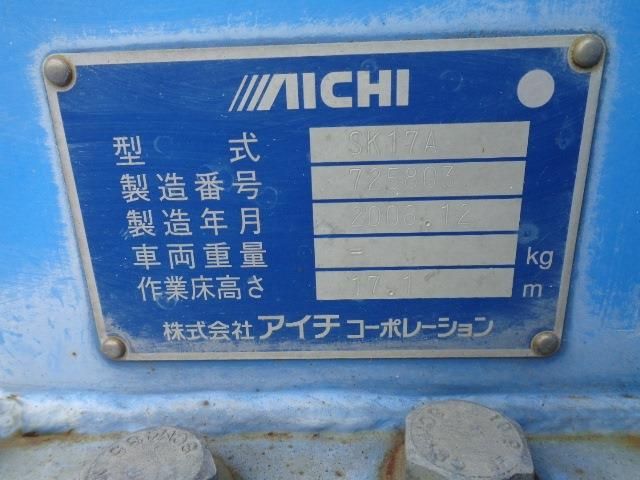 AICHI
型 式 SK17A
製造番号 725803
製造年月 2008.12
車両重量 - kg
作業床高さ 17.1 m
株式会社 アイチ コーポレーション